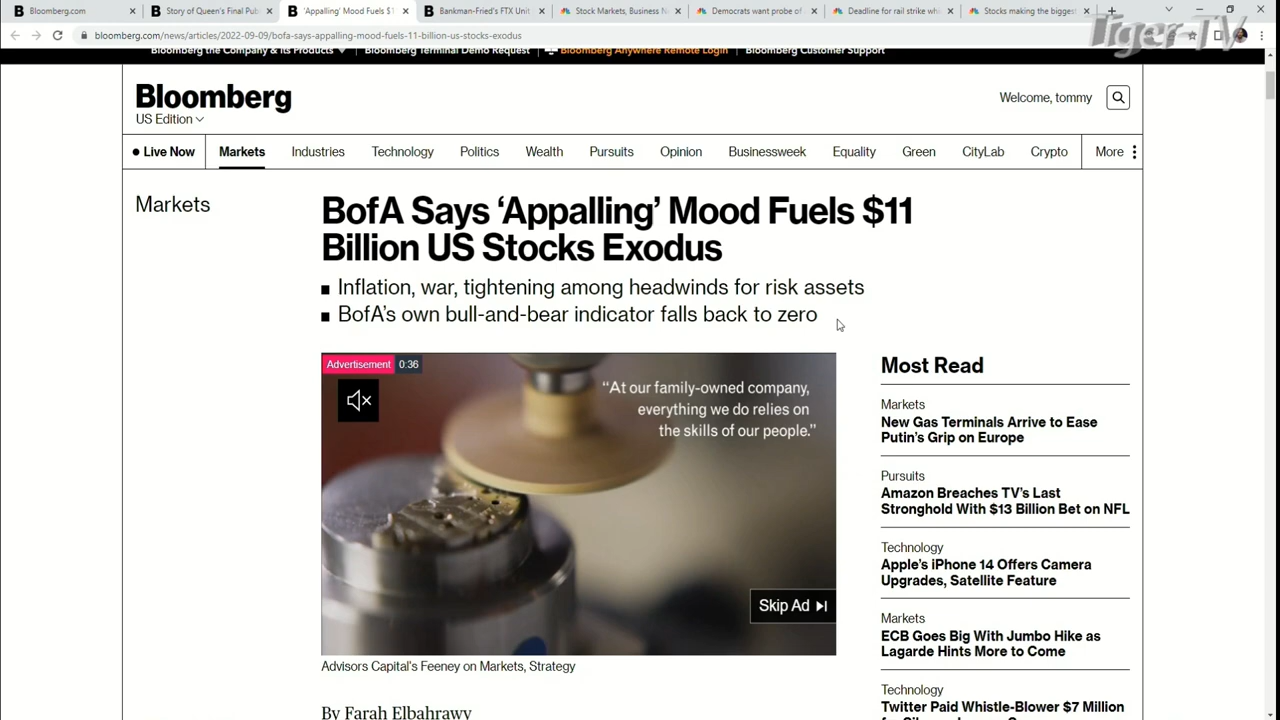 Bloomberg.com
Story of Queen's Final Pub
'Appalling' Mood Fuels $1
Bankman-Fried's FTX Unit
Stock Markets, Business N
Democrats want probe of
Deadline for rail strike whi
Stocks making the biggest
Tiger-TV
bloomberg.com/news/articles/2022-09-09/bofa-says-appalling-mood-fuels-11-billion-us-stocks-exodus
Bloomberg the Company & Its Products
Bloomberg Terminal Demo Request
Bloomberg Anywhere Remote Login
Bloomberg Customer Support
Bloomberg
US Edition
Welcome, tommy
Live Now
Markets
Industries
Technology
Politics
Wealth
Pursuits
Opinion
Businessweek
Equality
Green
CityLab
Crypto
More
Markets
BofA Says ‘Appalling’ Mood Fuels $11
Billion US Stocks Exodus
Inflation, war, tightening among headwinds for risk assets
BofA’s own bull-and-bear indicator falls back to zero
Advertisement 0:36
“At our family-owned company,
everything we do relies on
the skills of our people.”
Skip Ad
Advisors Capital's Feeney on Markets, Strategy
By Farah Elbahrawy
Most Read
Markets
New Gas Terminals Arrive to Ease
Putin’s Grip on Europe
Pursuits
Amazon Breaches TV’s Last
Stronghold With $13 Billion Bet on NFL
Technology
Apple’s iPhone 14 Offers Camera
Upgrades, Satellite Feature
Markets
ECB Goes Big With Jumbo Hike as
Lagarde Hints More to Come
Technology
Twitter Paid Whistle-Blower $7 Million